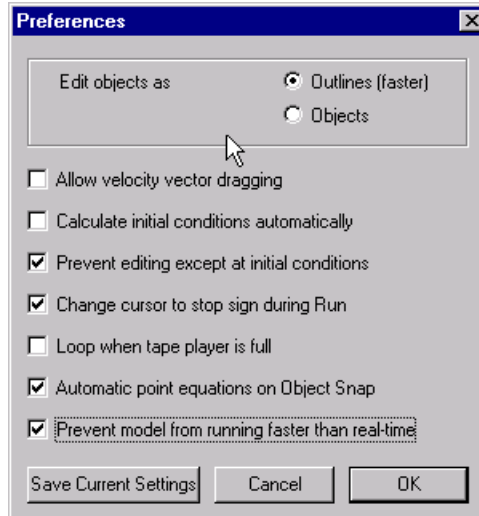 Preferences
Edit objects as
Outlines (faster)
Objects
Allow velocity vector dragging
Calculate initial conditions automatically
Prevent editing except at initial conditions
Change cursor to stop sign during Run
Loop when tape player is full
Automatic point equations on Object Snap
Prevent model from running faster than real-time
Save Current Settings Cancel OK